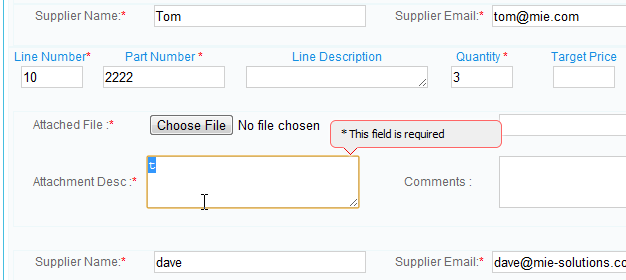 Supplier Name:* Tom Supplier Email:* tom@mie.com
Line Number* Part Number * Line Description Quantity * Target Price
10 2222 3
Attached File :* Choose File No file chosen
* This field is required
Attachment Desc :* t Comments :
Supplier Name:* dave Supplier Email:* dave@mie-solutions.co